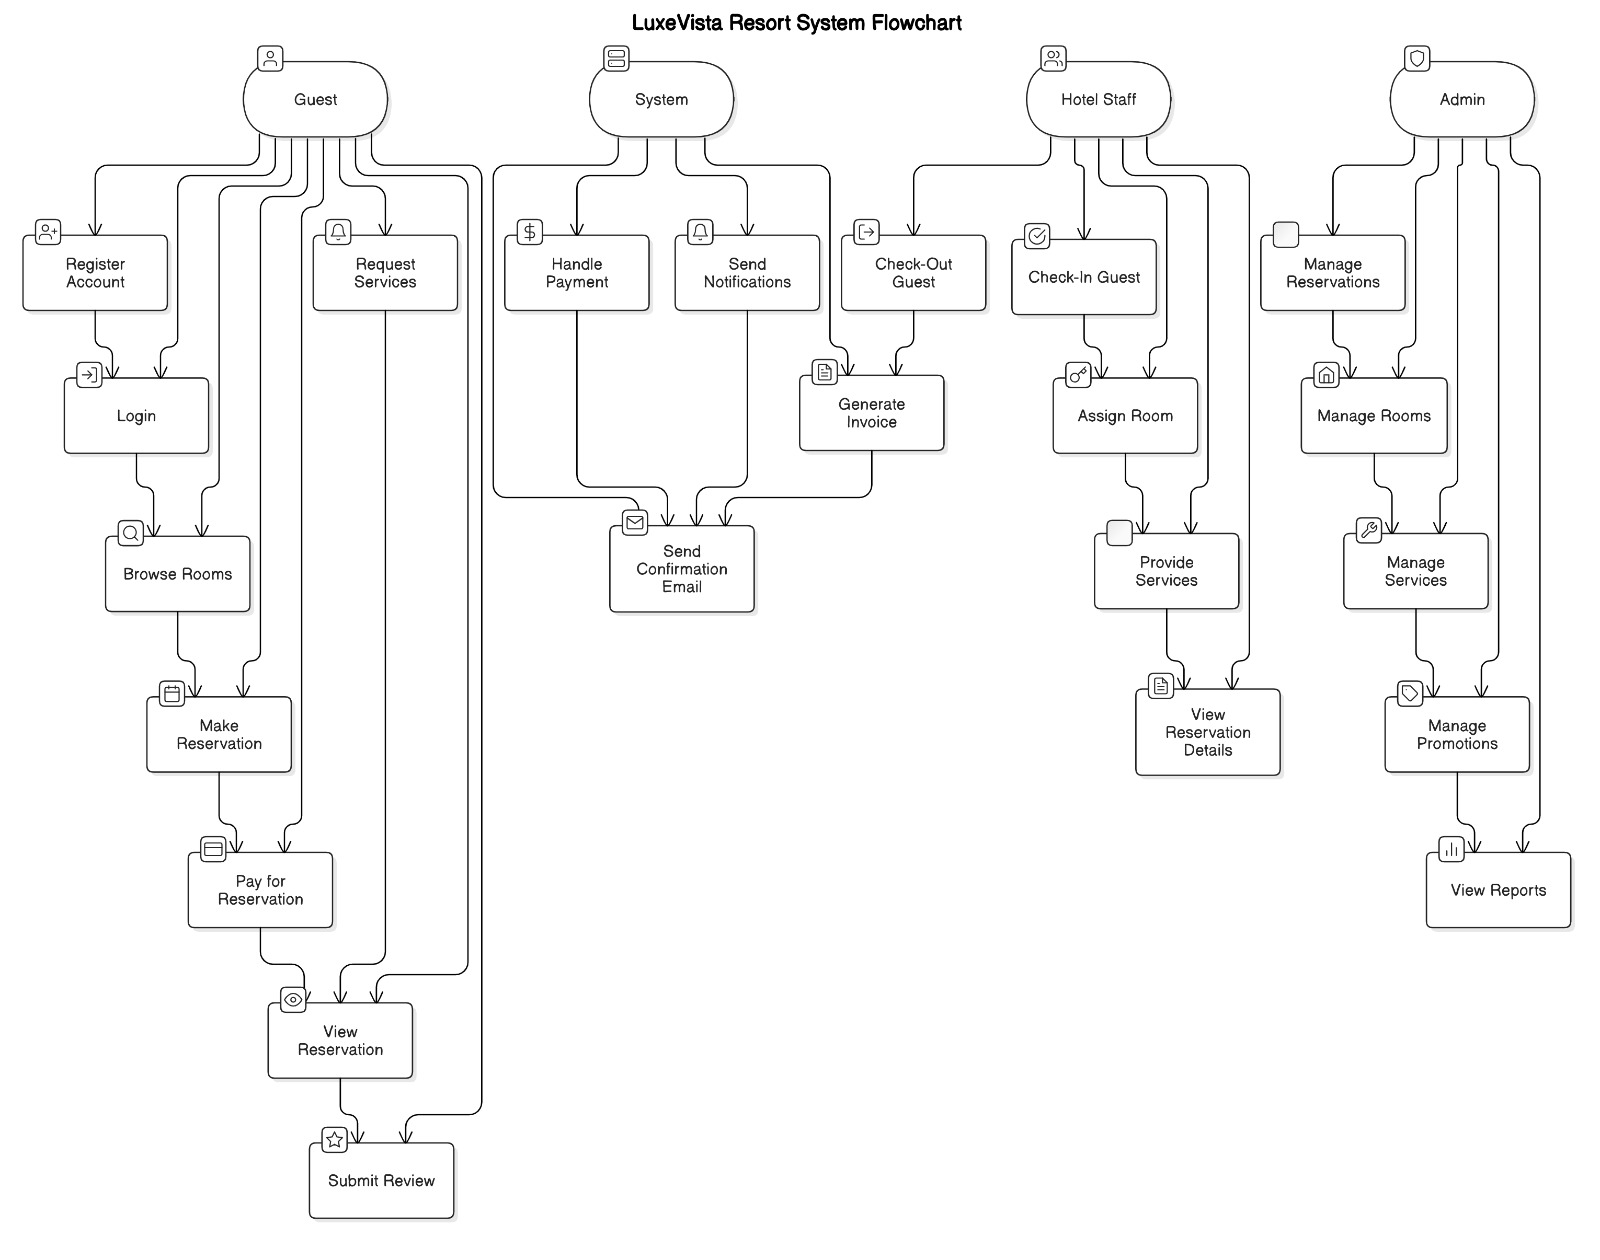 LuxeVista Resort System Flowchart
Guest
System
Hotel Staff
Admin
Register
Account
Request
Services
Handle
Payment
Send
Notifications
Check-Out
Guest
Check-In Guest
Manage
Reservations
Login
Generate
Invoice
Assign Room
Manage Rooms
Browse Rooms
Send
Confirmation
Email
Provide
Services
Manage
Services
Make
Reservation
View
Reservation
Details
Manage
Promotions
Pay for
Reservation
View Reports
View
Reservation
Submit Review